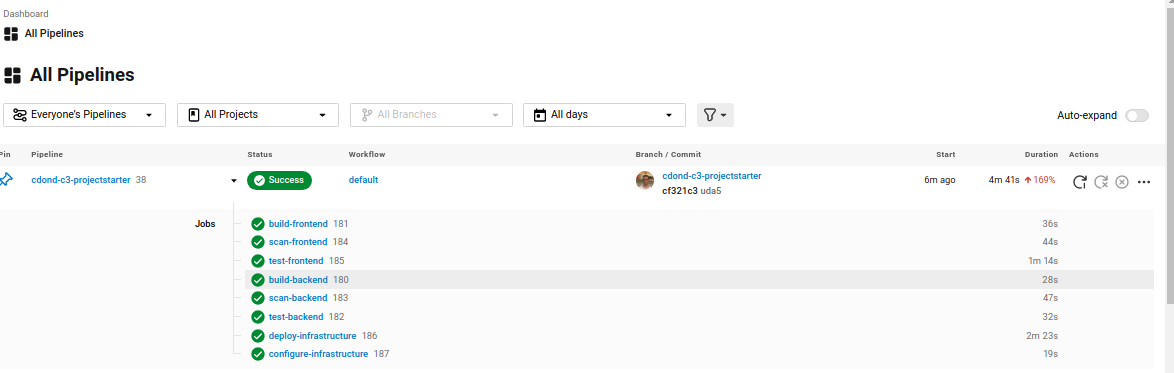 Dashboard
All Pipelines
All Pipelines
Everyone's Pipelines All Projects All Branches All days
Auto-expand
Pin Pipeline Status Workflow Branch / Commit Start Duration Actions
cdond-c3-projectstarter 38 Success default cdond-c3-projectstarter 6m ago 4m 41s 169%
cf321c3 uda5
Jobs build-frontend 181 36s
scan-frontend 184 44s
test-frontend 185 1m 14s
build-backend 180 28s
scan-backend 183 47s
test-backend 182 32s
deploy-infrastructure 186 2m 23s
configure-infrastructure 187 19s